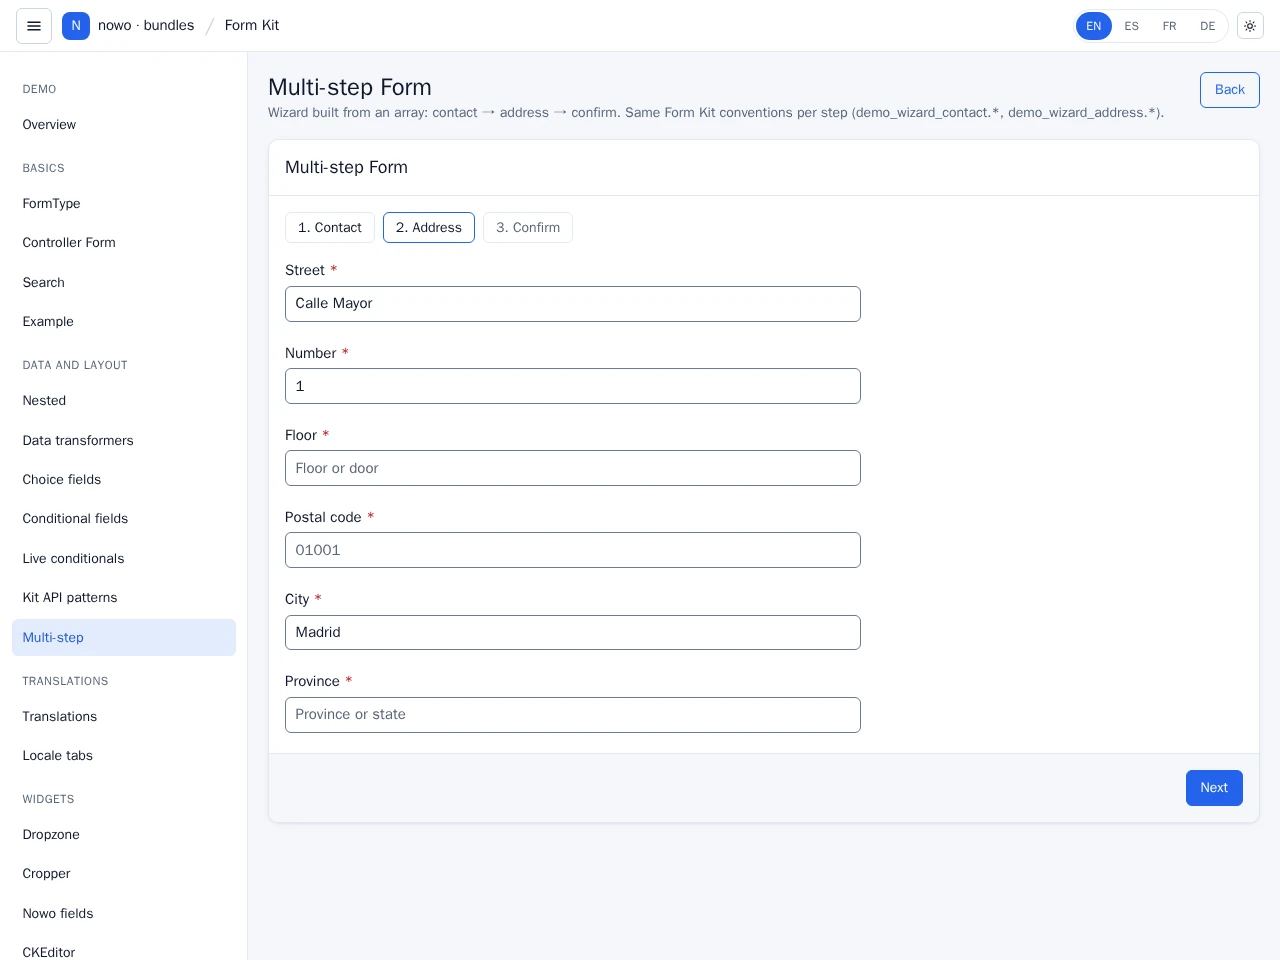 N nowo · bundles / Form Kit
EN ES FR DE
DEMO
Overview
BASICS
FormType
Controller Form
Search
Example
DATA AND LAYOUT
Nested
Data transformers
Choice fields
Conditional fields
Live conditionals
Kit API patterns
Multi-step
TRANSLATIONS
Translations
Locale tabs
WIDGETS
Dropzone
Cropper
Nowo fields
CKEditor
Multi-step Form
Back
Wizard built from an array: contact → address → confirm. Same Form Kit conventions per step (demo_wizard_contact.*, demo_wizard_address.*).
Multi-step Form
1. Contact 2. Address 3. Confirm
Street *
Calle Mayor
Number *
1
Floor *
Floor or door
Postal code *
01001
City *
Madrid
Province *
Province or state
Next